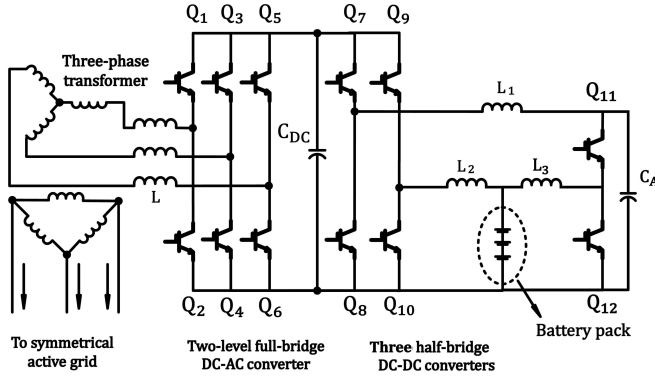 Q1 Q3 Q5 Q7 Q9
Three-phase
transformer
L1
Q11
CDC
L2
L3
CA
L
Q2 Q4 Q6 Q8 Q10
Q12
Battery pack
To symmetrical
active grid
Two-level full-bridge
DC-AC converter
Three half-bridge
DC-DC converters